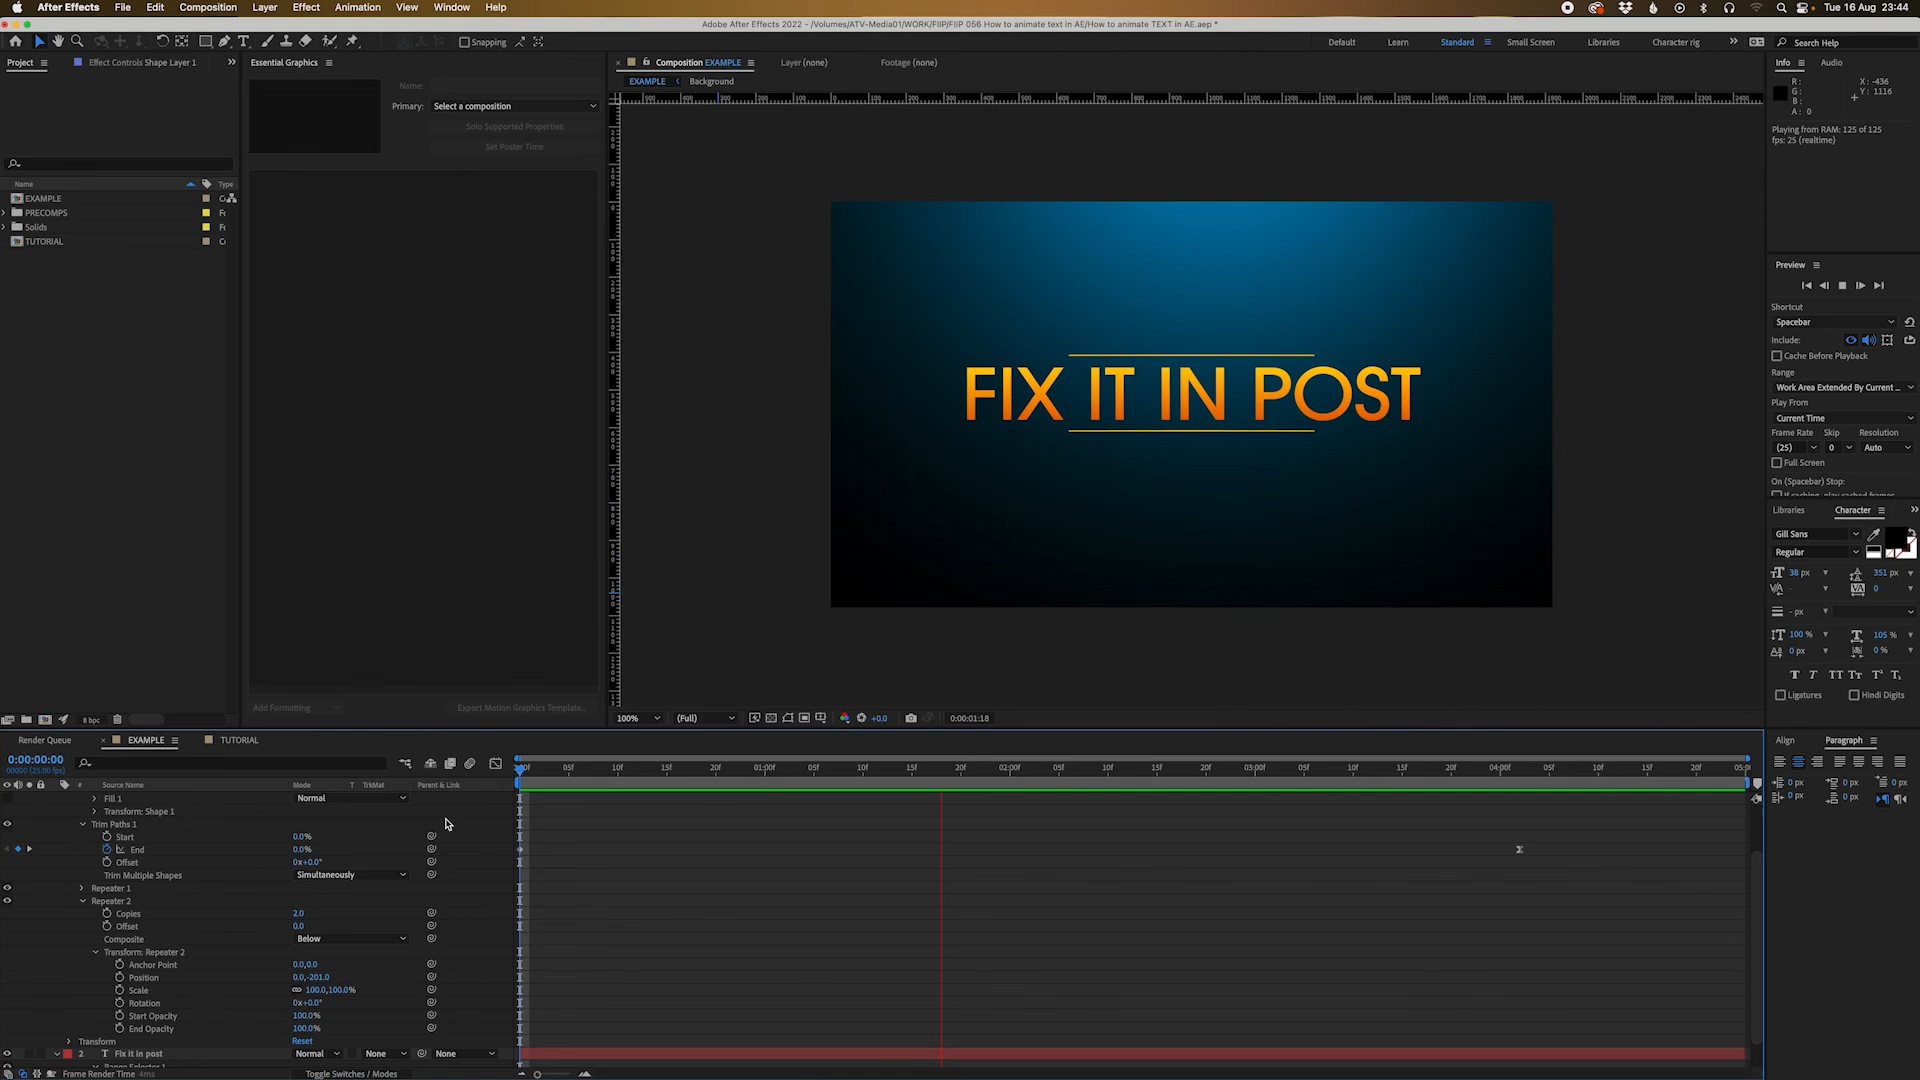 After Effects File Edit Composition Layer Effect Animation View Window Help Tue 16 Aug 23:44
Adobe After Effects 2022 - /Volumes/ATV-Media01/WORK/FIIP/FIIP 056 How to animate text in AE/How to animate TEXT in AE.aep *
Snapping Default Learn Standard Small Screen Libraries Character rig Search Help
Project Effect Controls Shape Layer 1
Name Type
EXAMPLE
PRECOMPS
Solids
TUTORIAL
8 bpc
Essential Graphics
Name:
Primary: Select a composition
Solo Supported Properties
Set Poster Time
Add Formatting Export Motion Graphics Template...
Composition EXAMPLE Layer (none) Footage (none)
EXAMPLE Background
FIX IT IN POST
100% (Full) +0.0 0:00:01:18
Info Audio
R: X: -436
G: Y: 1116
B:
A: 0
Playing from RAM: 125 of 125
fps: 25 (realtime)
Preview
Shortcut
Spacebar
Include:
Cache Before Playback
Range
Work Area Extended By Current ...
Play From
Current Time
Frame Rate Skip Resolution
(25) 0 Auto
Full Screen
On (Spacebar) Stop:
If caching, play cached frames
Libraries Character
Gill Sans
Regular
38 px 351 px
0
- px
100 % 105 %
0 px 0 %
Ligatures Hindi Digits
Align Paragraph
0 px 0 px 0 px
0 px 0 px
Render Queue EXAMPLE TUTORIAL
0:00:00:00
00000 (25.00 fps)
05f 10f 15f 20f 01:00f 05f 10f 15f 20f 02:00f 05f 10f 15f 20f 03:00f 05f 10f 15f 20f 04:00f 05f 10f 15f 20f
# Source Name Mode T TrkMat Parent & Link
Fill 1 Normal
Transform: Shape 1
Trim Paths 1
Start 0.0%
End 0.0%
Offset 0x+0.0°
Trim Multiple Shapes Simultaneously
Repeater 1
Repeater 2
Copies 2.0
Offset 0.0
Composite Below
Transform: Repeater 2
Anchor Point 0.0,0.0
Position 0.0,-201.0
Scale 100.0,100.0%
Rotation 0x+0.0°
Start Opacity 100.0%
End Opacity 100.0%
Transform Reset
2 T Fix it in post Normal None None
Range Selector 1
Frame Render Time 4ms Toggle Switches / Modes